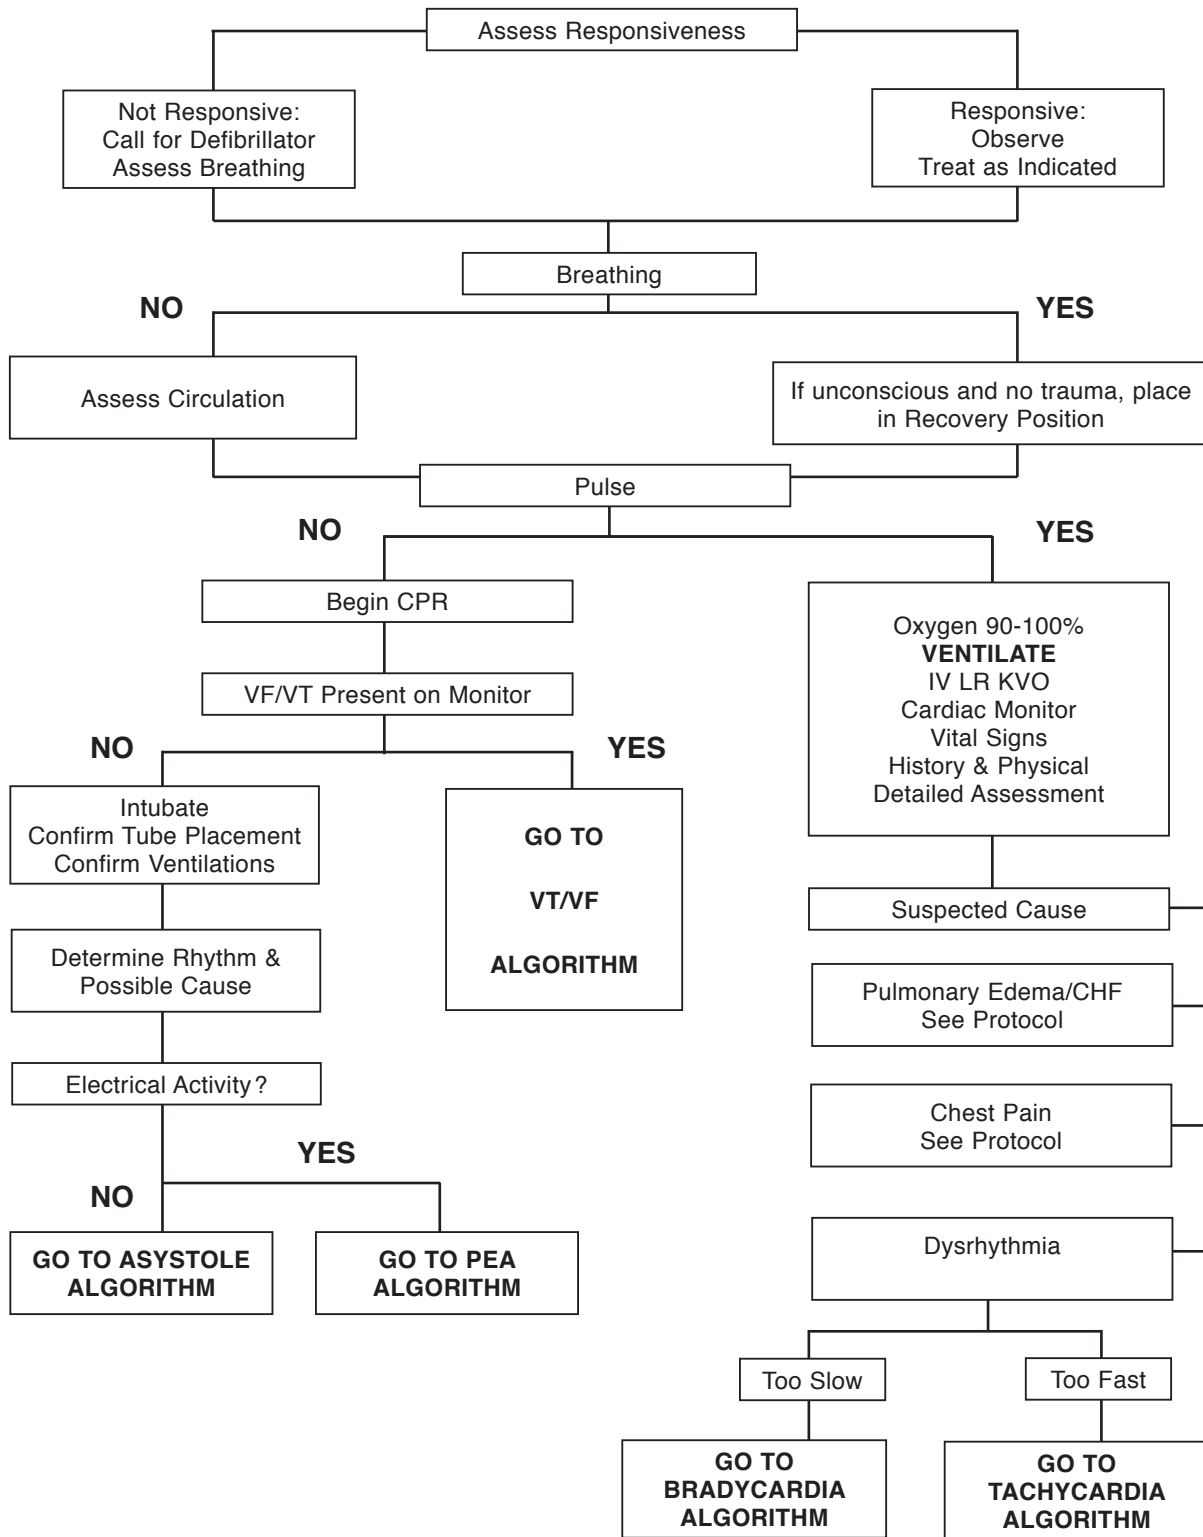 Assess Responsiveness
Not Responsive:
Call for Defibrillator
Assess Breathing
Responsive:
Observe
Treat as Indicated
Breathing
NO
YES
Assess Circulation
If unconscious and no trauma, place
in Recovery Position
Pulse
NO
YES
Begin CPR
Oxygen 90-100%
VENTILATE
IV LR KVO
Cardiac Monitor
Vital Signs
History & Physical
Detailed Assessment
VF/VT Present on Monitor
NO
YES
Intubate
Confirm Tube Placement
Confirm Ventilations
GO TO
VT/VF
ALGORITHM
Suspected Cause
Determine Rhythm &
Possible Cause
Pulmonary Edema/CHF
See Protocol
Electrical Activity?
Chest Pain
See Protocol
YES
NO
GO TO ASYSTOLE
ALGORITHM
GO TO PEA
ALGORITHM
Dysrhythmia
Too Slow
Too Fast
GO TO
BRADYCARDIA
ALGORITHM
GO TO
TACHYCARDIA
ALGORITHM